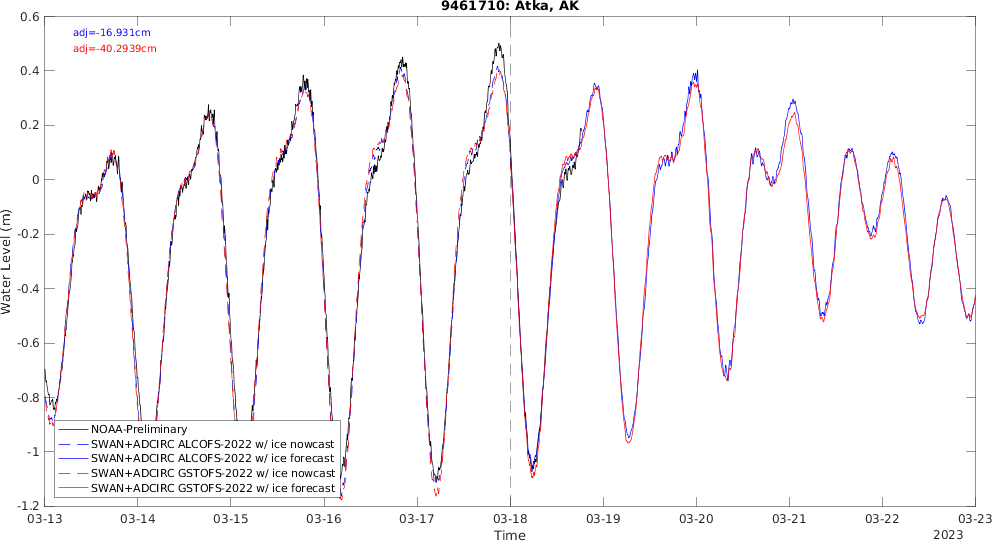 9461710: Atka, AK
adj=-16.931cm
adj=-40.2939cm
0.6
0.4
0.2
0
-0.2
-0.4
-0.6
-0.8
-1
-1.2
Water Level (m)
NOAA-Preliminary
SWAN+ADCIRC ALCOFS-2022 w/ ice nowcast
SWAN+ADCIRC ALCOFS-2022 w/ ice forecast
SWAN+ADCIRC GSTOFS-2022 w/ ice nowcast
SWAN+ADCIRC GSTOFS-2022 w/ ice forecast
03-13 03-14 03-15 03-16 03-17 03-18 03-19 03-20 03-21 03-22 03-23
Time
2023